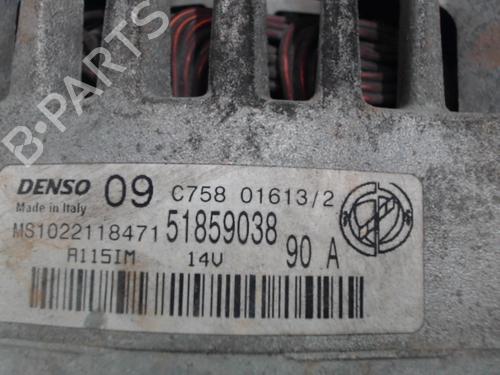 DENSO 09 C758 01613/2
Made in Italy
MS1022118471 51859038
A115IM 14V 90 A
B-PARTS